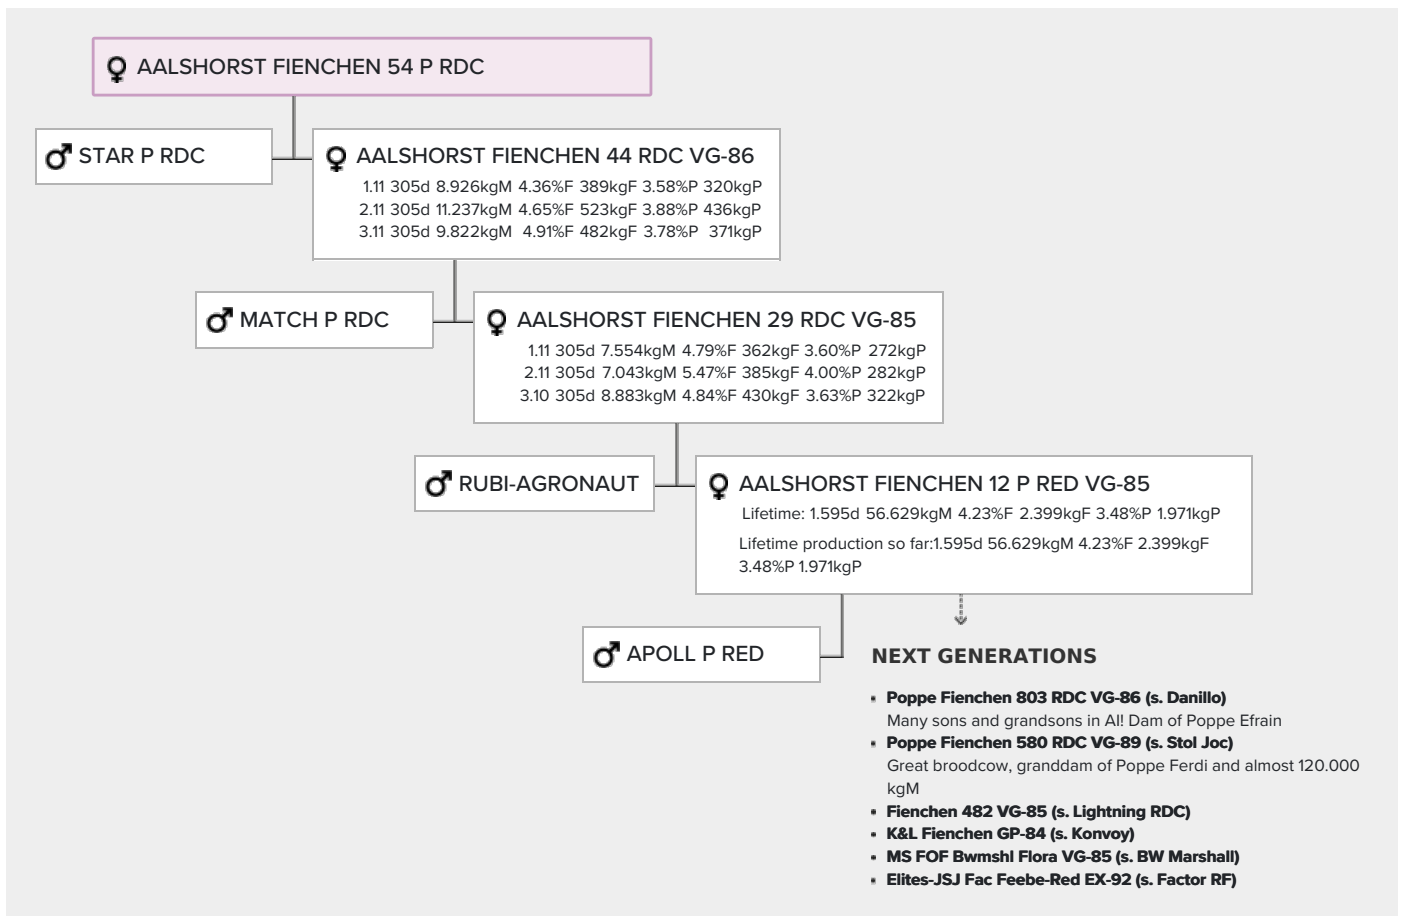 AALSHORST FIENCHEN 54 P RDC
STAR P RDC
AALSHORST FIENCHEN 44 RDC VG-86
1.11 305d 8.926kgM 4.36%F 389kgF 3.58%P 320kgP
2.11 305d 11.237kgM 4.65%F 523kgF 3.88%P 436kgP
3.11 305d 9.822kgM 4.91%F 482kgF 3.78%P 371kgP
MATCH P RDC
AALSHORST FIENCHEN 29 RDC VG-85
1.11 305d 7.554kgM 4.79%F 362kgF 3.60%P 272kgP
2.11 305d 7.043kgM 5.47%F 385kgF 4.00%P 282kgP
3.10 305d 8.883kgM 4.84%F 430kgF 3.63%P 322kgP
RUBI-AGRONAUT
AALSHORST FIENCHEN 12 P RED VG-85
Lifetime: 1.595d 56.629kgM 4.23%F 2.399kgF 3.48%P 1.971kgP
Lifetime production so far:1.595d 56.629kgM 4.23%F 2.399kgF
3.48%P 1.971kgP
APOLL P RED
NEXT GENERATIONS
Poppe Fienchen 803 RDC VG-86 (s. Danillo)
Many sons and grandsons in AI! Dam of Poppe Efrain
Poppe Fienchen 580 RDC VG-89 (s. Stol Joc)
Great broodcow, granddam of Poppe Ferdi and almost 120.000
kgM
Fienchen 482 VG-85 (s. Lightning RDC)
K&L Fienchen GP-84 (s. Konvoy)
MS FOF Bwmshl Flora VG-85 (s. BW Marshall)
Elites-JSJ Fac Feebe-Red EX-92 (s. Factor RF)